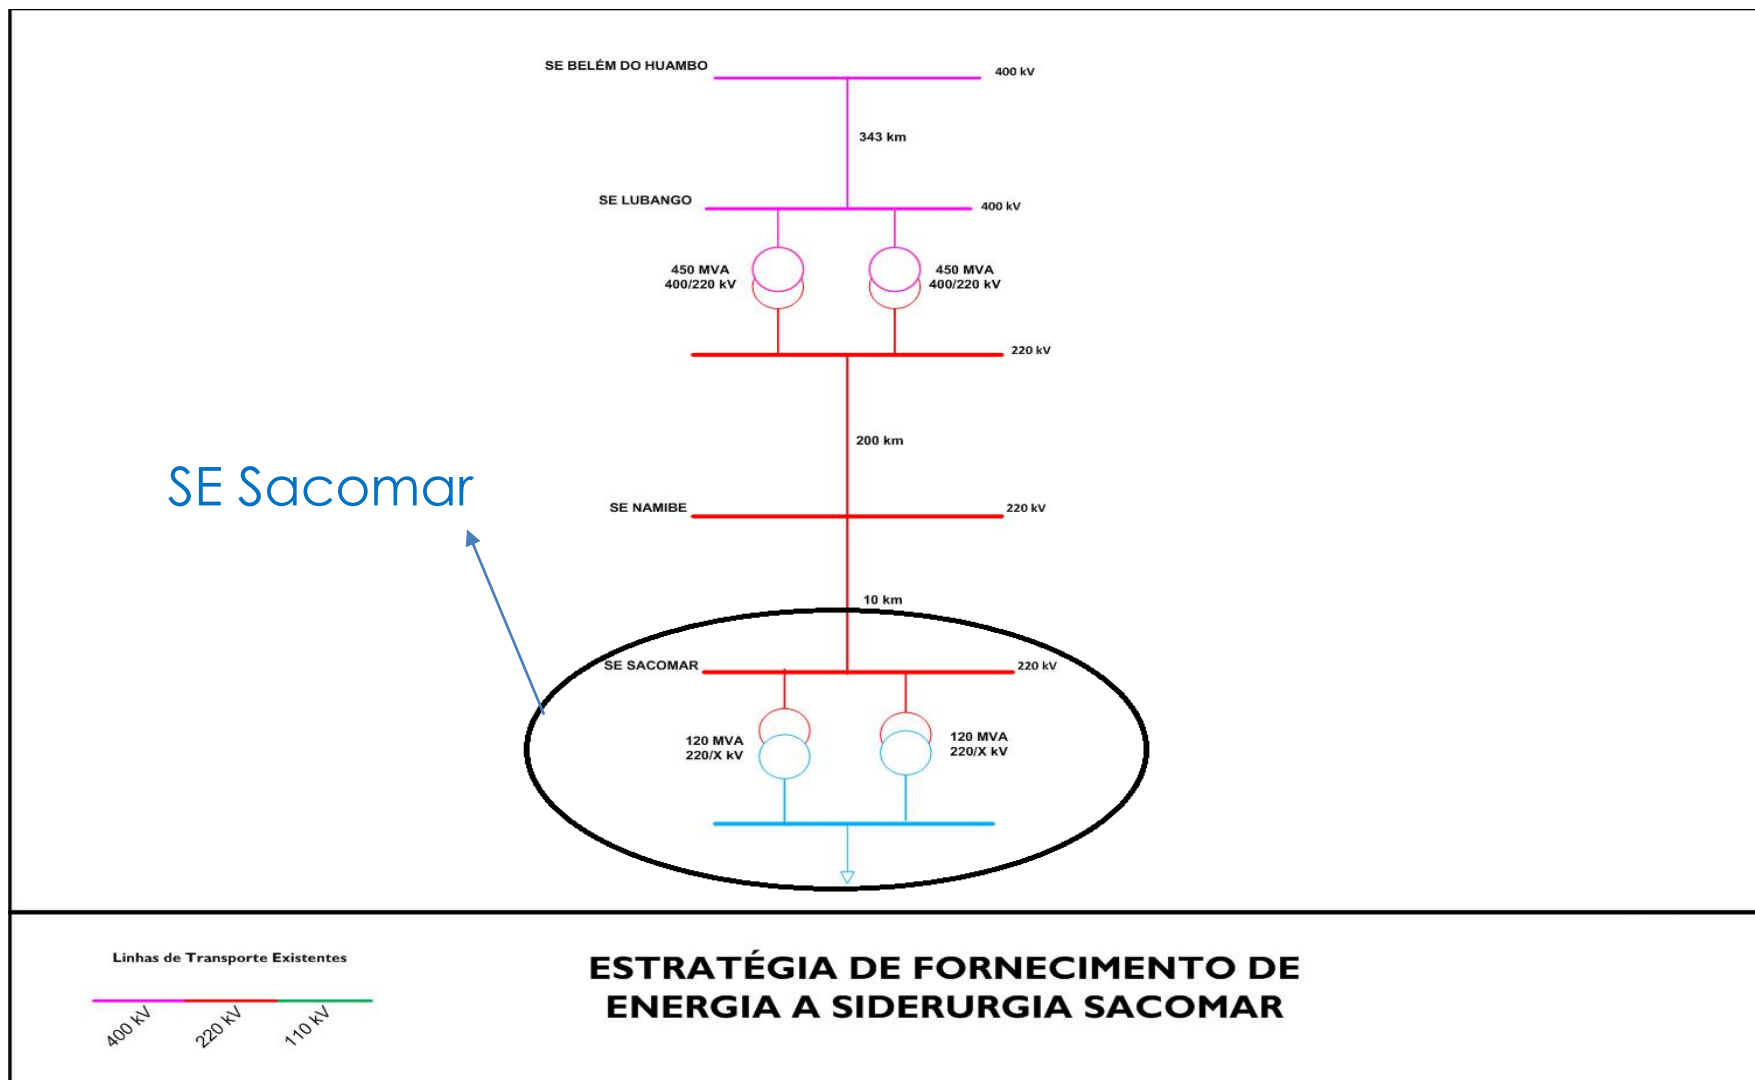 SE BELÉM DO HUAMBO
400 kV
343 km
SE LUBANGO
400 kV
450 MVA
400/220 kV
450 MVA
400/220 kV
220 kV
200 km
SE Sacomar
SE NAMIBE
220 kV
10 km
SE SACOMAR
220 kV
120 MVA
220/X kV
120 MVA
220/X kV
Linhas de Transporte Existentes
400 kV
220 kV
110 kV
ESTRATÉGIA DE FORNECIMENTO DE
ENERGIA A SIDERURGIA SACOMAR